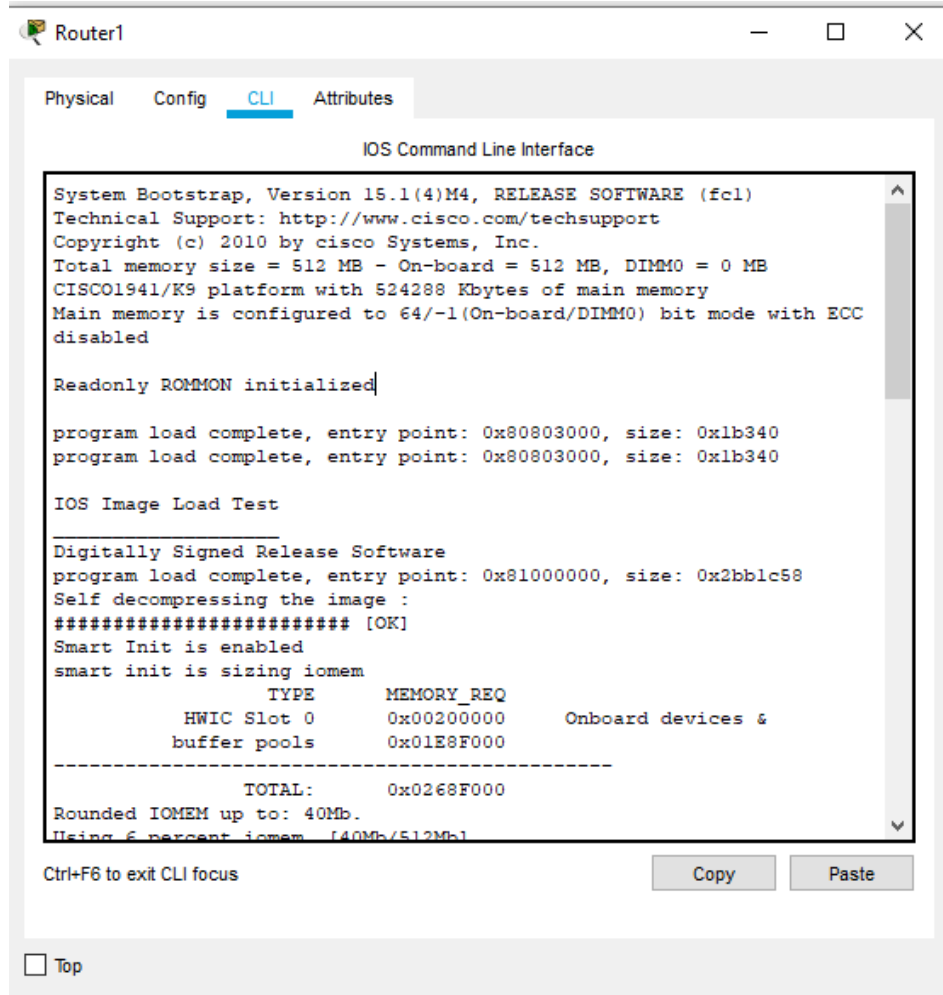 Router1
Physical Config CLI Attributes
IOS Command Line Interface
System Bootstrap, Version 15.1(4)M4, RELEASE SOFTWARE (fc1)
Technical Support: http://www.cisco.com/techsupport
Copyright (c) 2010 by cisco Systems, Inc.
Total memory size = 512 MB - On-board = 512 MB, DIMM0 = 0 MB
CISCO1941/K9 platform with 524288 Kbytes of main memory
Main memory is configured to 64/-1(On-board/DIMM0) bit mode with ECC
disabled
Readonly ROMMON initialized
program load complete, entry point: 0x80803000, size: 0x1b340
program load complete, entry point: 0x80803000, size: 0x1b340
IOS Image Load Test
___________________
Digitally Signed Release Software
program load complete, entry point: 0x81000000, size: 0x2bb1c58
Self decompressing the image :
######################### [OK]
Smart Init is enabled
smart init is sizing iomem
TYPE MEMORY_REQ
HWIC Slot 0 0x00200000 Onboard devices &
buffer pools 0x01E8F000
-----------------------------------------------
TOTAL: 0x0268F000
Rounded IOMEM up to: 40Mb.
Using 6 percent iomem. [40Mb/512Mb]
Ctrl+F6 to exit CLI focus
Copy Paste
Top